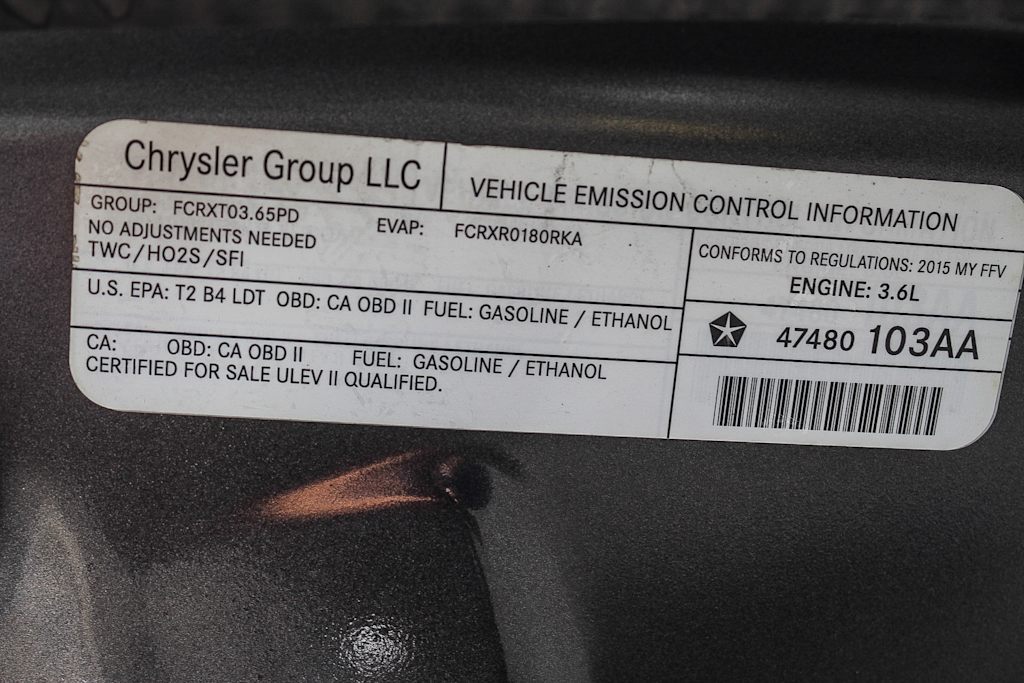 Chrysler Group LLC
VEHICLE EMISSION CONTROL INFORMATION
GROUP: FCRXT03.65PD EVAP: FCRXR0180RKA
NO ADJUSTMENTS NEEDED
TWC/HO2S/SFI
CONFORMS TO REGULATIONS: 2015 MY FFV
ENGINE: 3.6L
U.S. EPA: T2 B4 LDT OBD: CA OBD II FUEL: GASOLINE / ETHANOL
47480 103AA
CA: OBD: CA OBD II FUEL: GASOLINE / ETHANOL
CERTIFIED FOR SALE ULEV II QUALIFIED.